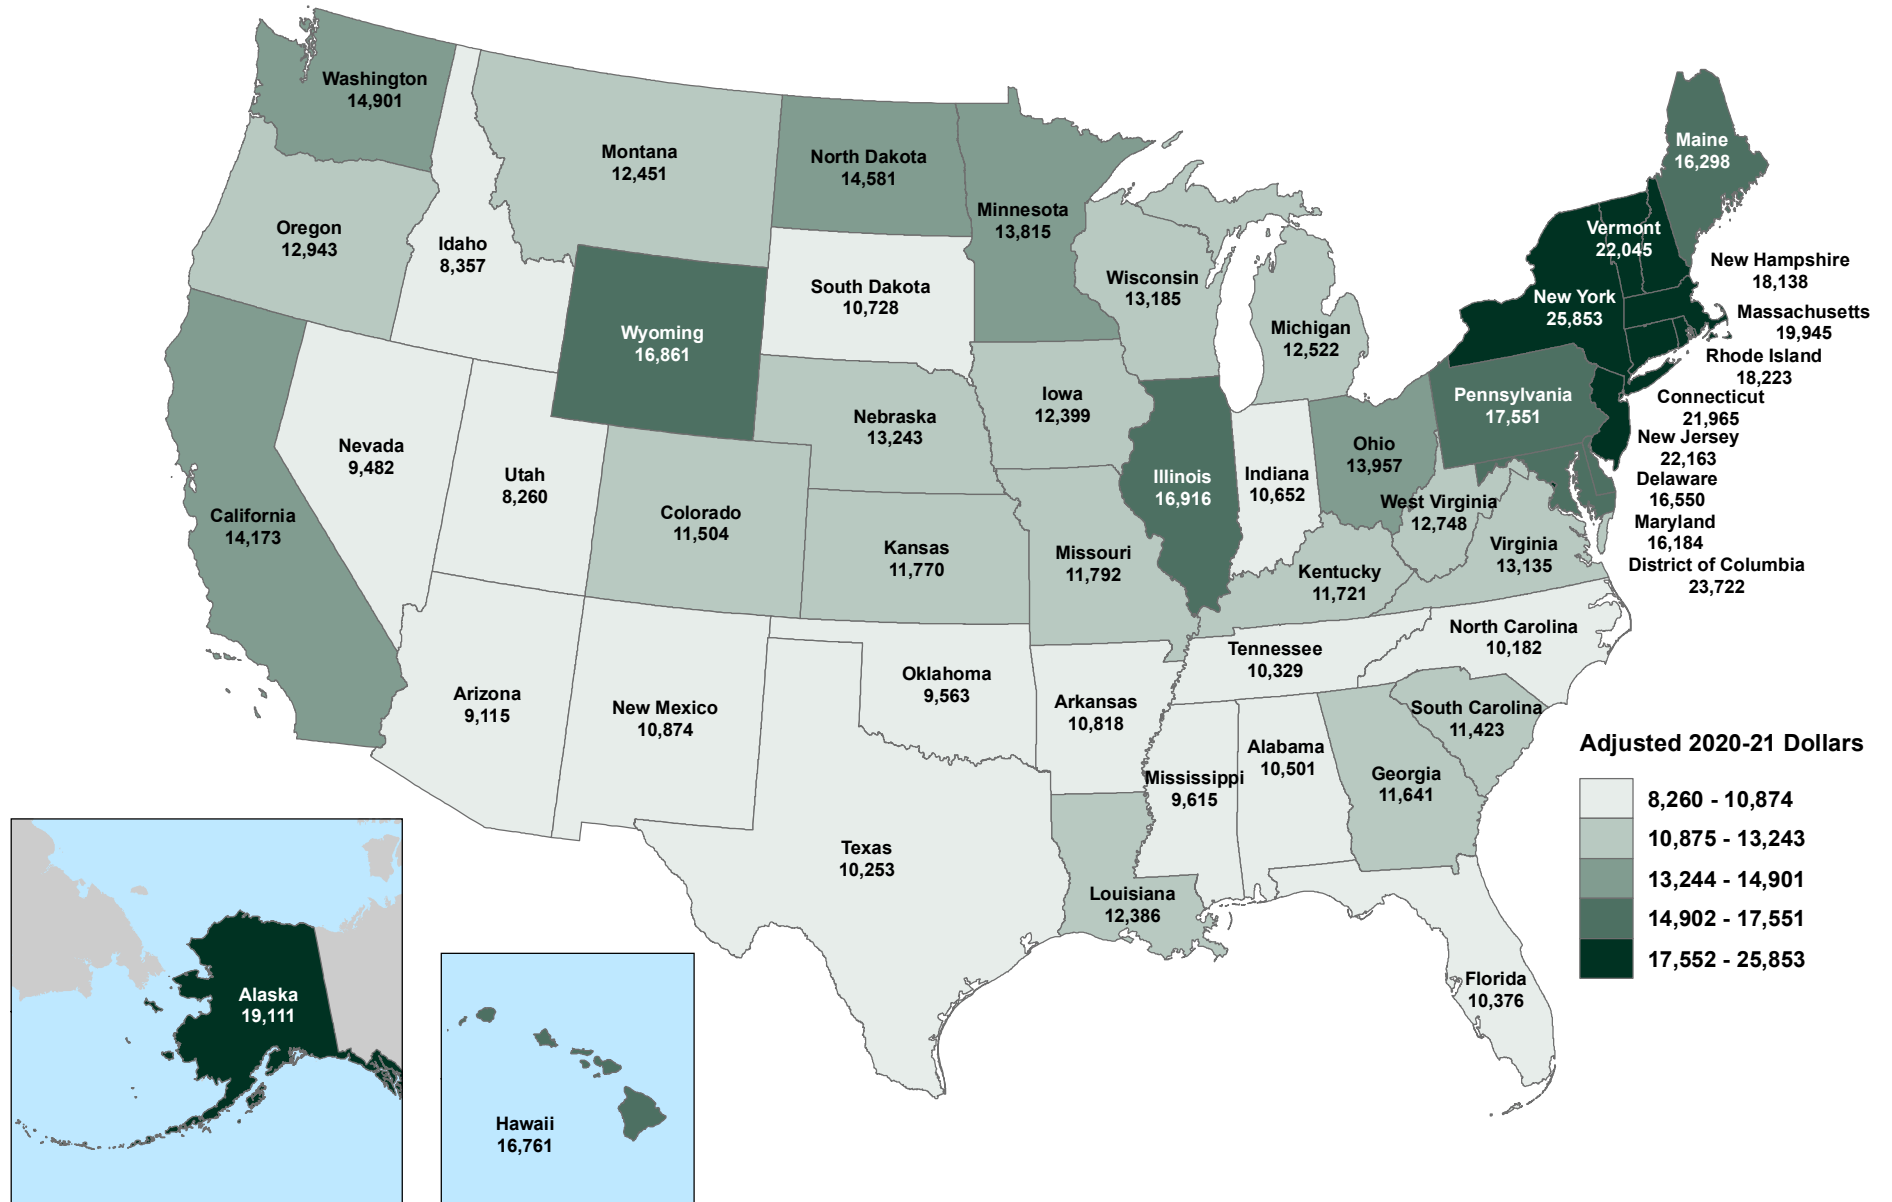 Washington
14,901
Montana
12,451
North Dakota
14,581
Minnesota
13,815
Maine
16,298
Oregon
12,943
Idaho
8,357
South Dakota
10,728
Wisconsin
13,185
Vermont
22,045
New Hampshire
18,138
Wyoming
16,861
Michigan
12,522
New York
25,853
Massachusetts
19,945
Rhode Island
18,223
Nebraska
13,243
Iowa
12,399
Pennsylvania
17,551
Connecticut
21,965
New Jersey
22,163
Nevada
9,482
Utah
8,260
Illinois
16,916
Indiana
10,652
Ohio
13,957
Delaware
16,550
California
14,173
Colorado
11,504
Kansas
11,770
Missouri
11,792
West Virginia
12,748
Kentucky
11,721
Virginia
13,135
Maryland
16,184
District of Columbia
23,722
Arizona
9,115
New Mexico
10,874
Oklahoma
9,563
Arkansas
10,818
Tennessee
10,329
North Carolina
10,182
South Carolina
11,423
Mississippi
9,615
Alabama
10,501
Georgia
11,641
Texas
10,253
Louisiana
12,386
Florida
10,376
Alaska
19,111
Hawaii
16,761
Adjusted 2020-21 Dollars
8,260 - 10,874
10,875 - 13,243
13,244 - 14,901
14,902 - 17,551
17,552 - 25,853